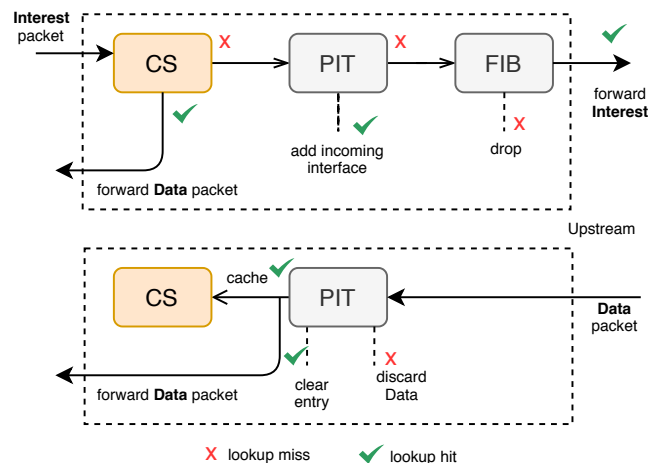 Interest
packet
CS
X
PIT
X
FIB
forward
Interest
add incoming
interface
X
drop
forward Data packet
Upstream
CS
cache
PIT
Data
packet
forward Data packet
clear
entry
X
discard
Data
X lookup miss
lookup hit